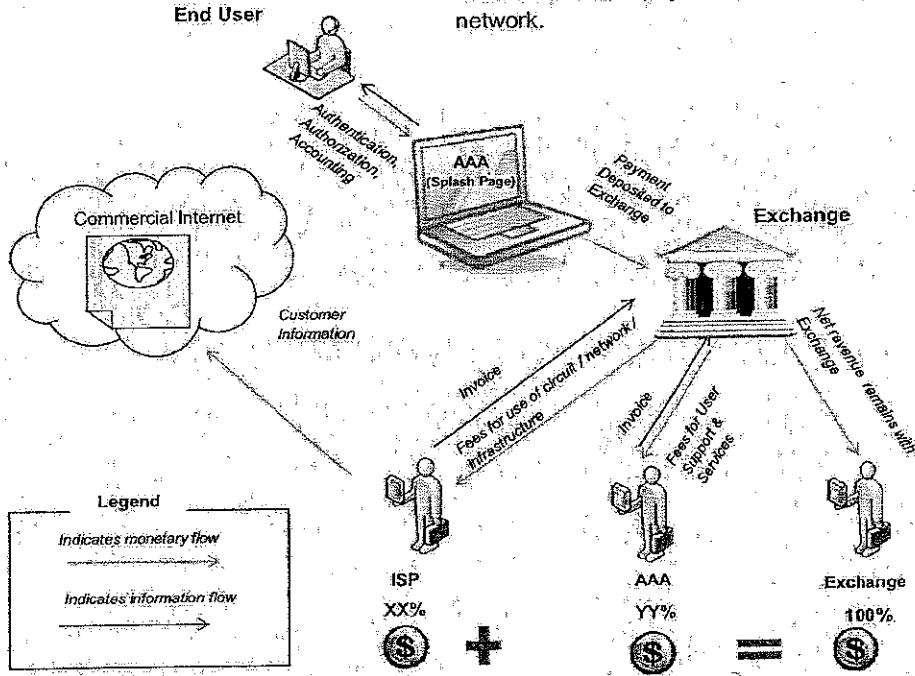 End User
network.
Authentication,
Authorization,
Accounting
AAA
(Splash Page)
Payment
Deposited to
Exchange
Exchange
Commercial Internet
Customer
Information
Invoice
Fees for use of circuit / network /
infrastructure
Invoice
Fees for User
Support &
Services
Net revenue remains with
Exchange
Legend
Indicates monetary flow
Indicates information flow
ISP
XX%
$
+
AAA
YY%
$
=
Exchange
100%
$